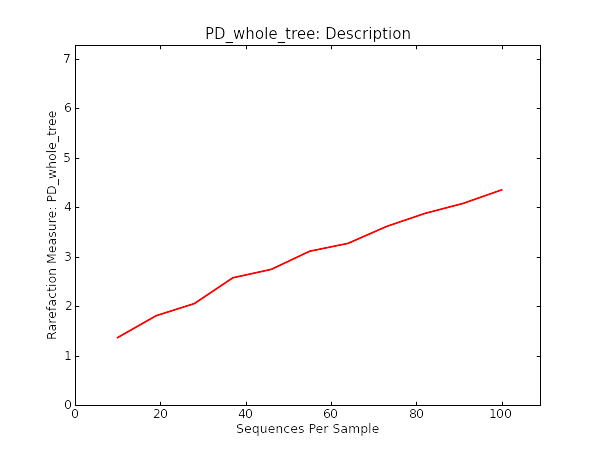 PD_whole_tree: Description
Rarefaction Measure: PD_whole_tree
7
6
5
4
3
2
1
0
0 20 40 60 80 100
Sequences Per Sample